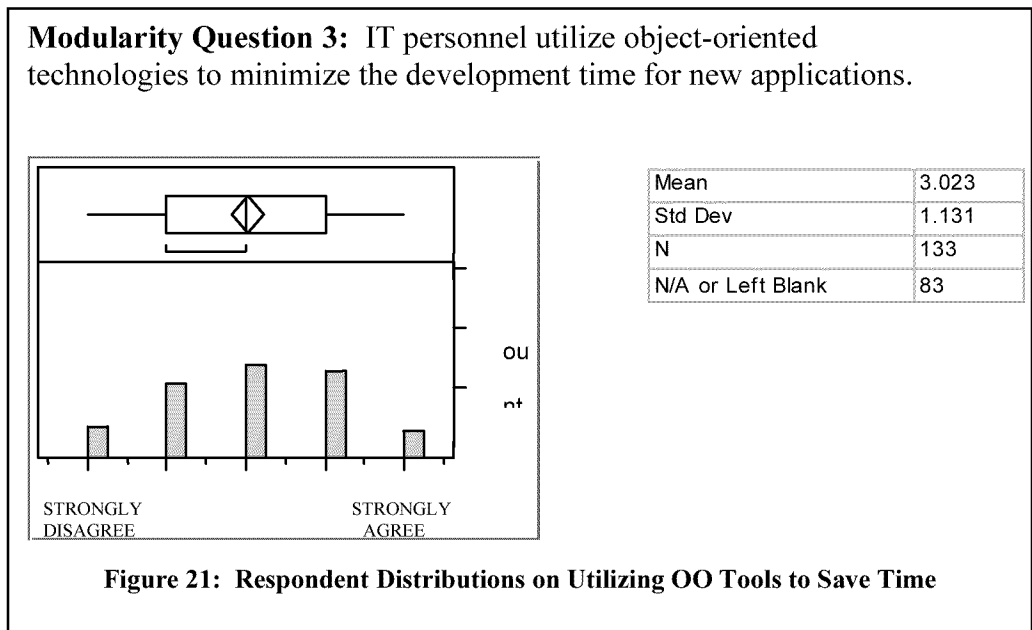 Modularity Question 3: IT personnel utilize object-oriented
technologies to minimize the development time for new applications.
Mean 3.023
Std Dev 1.131
N 133
N/A or Left Blank 83
ou
nt
STRONGLY DISAGREE
STRONGLY AGREE
Figure 21: Respondent Distributions on Utilizing OO Tools to Save Time